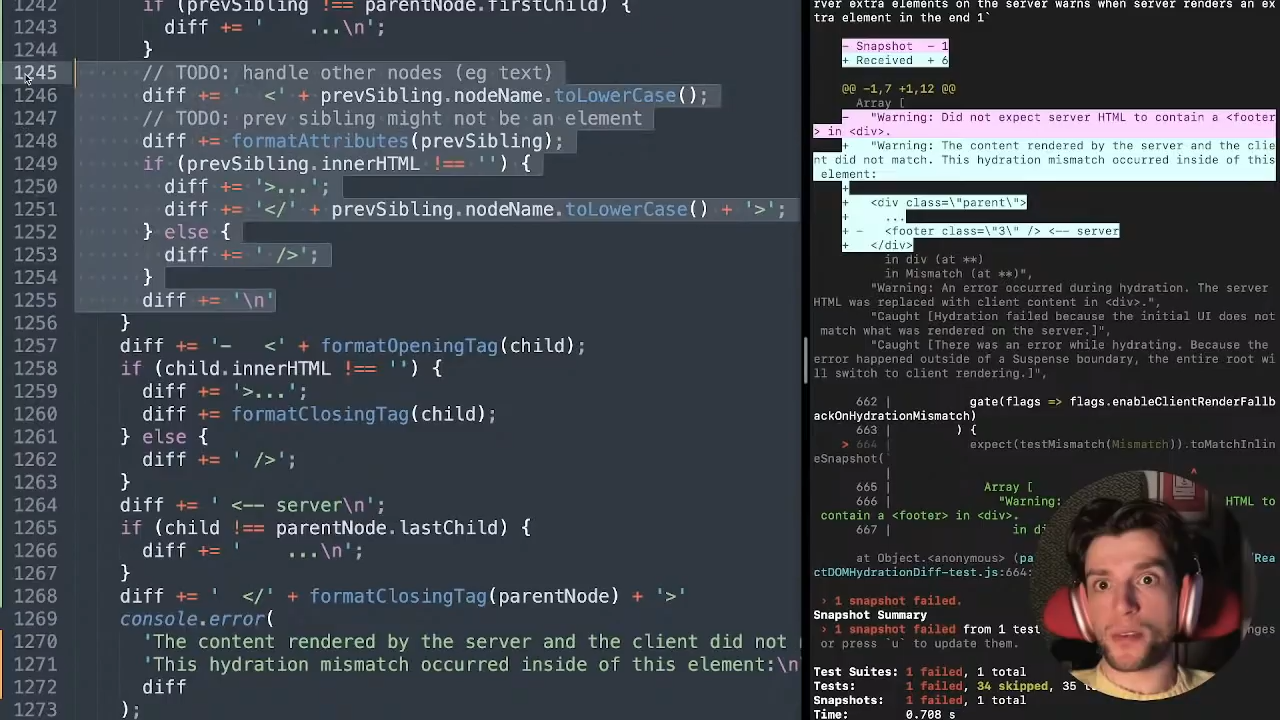 1242 if (prevSibling !== parentNode.firstChild) {
1243 diff += '    ...\n';
1244 }
1245 // TODO: handle other nodes (eg text)
1246 diff += '   <' + prevSibling.nodeName.toLowerCase();
1247 // TODO: prev sibling might not be an element
1248 diff += formatAttributes(prevSibling);
1249 if (prevSibling.innerHTML !== '') {
1250 diff += '>...';
1251 diff += '</' + prevSibling.nodeName.toLowerCase() + '>';
1252 } else {
1253 diff += ' />';
1254 }
1255 diff += '\n'
1256 }
1257 diff += '-   <' + formatOpeningTag(child);
1258 if (child.innerHTML !== '') {
1259 diff += '>...';
1260 diff += formatClosingTag(child);
1261 } else {
1262 diff += ' />';
1263 }
1264 diff += ' <-- server\n';
1265 if (child !== parentNode.lastChild) {
1266 diff += '    ...\n';
1267 }
1268 diff += '  </' + formatClosingTag(parentNode) + '>'
1269 console.error(
1270 'The content rendered by the server and the client did not
1271 'This hydration mismatch occurred inside of this element:\n
1272 diff
1273 );
rver extra elements on the server warns when server renders an ex
tra element in the end 1`
- Snapshot  - 1
+ Received  + 6
@@ -1,7 +1,12 @@
Array [
- "Warning: Did not expect server HTML to contain a <footer
> in <div>.
+ "Warning: The content rendered by the server and the clie
nt did not match. This hydration mismatch occurred inside of this
element:
+
+ <div class=\"parent\">
+ ...
+ - <footer class=\"3\" /> <-- server
+ </div>
in div (at **)
in Mismatch (at **)",
"Warning: An error occurred during hydration. The server
HTML was replaced with client content in <div>.",
"Caught [Hydration failed because the initial UI does not
match what was rendered on the server.]",
"Caught [There was an error while hydrating. Because the
error happened outside of a Suspense boundary, the entire root wi
ll switch to client rendering.]",
662 | gate(flags => flags.enableClientRenderFallb
ackOnHydrationMismatch)
663 | ) {
> 664 | expect(testMismatch(Mismatch)).toMatchInlin
eSnapshot(`
| ^
665 | Array [
666 | "Warning: HTML to
contain a <footer> in <div>.
667 | in di
at Object.<anonymous> (pa
ctDOMHydrationDiff-test.js:664:
› 1 snapshot failed.
Snapshot Summary
› 1 snapshot failed from 1 test
or press `u` to update them.
Test Suites: 1 failed, 1 total
Tests: 1 failed, 34 skipped, 35
Snapshots: 1 failed, 1 total
Time: 0.708 s